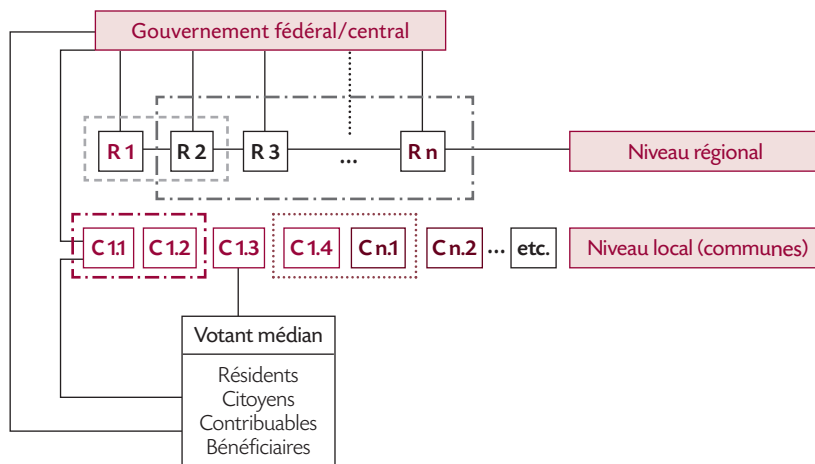 Gouvernement fédéral/central
R 1 R 2 R 3 ... R n Niveau régional
C 1.1 C 1.2 C 1.3 C 1.4 C n.1 C n.2 ... etc. Niveau local (communes)
Votant médian
Résidents
Citoyens
Contribuables
Bénéficiaires